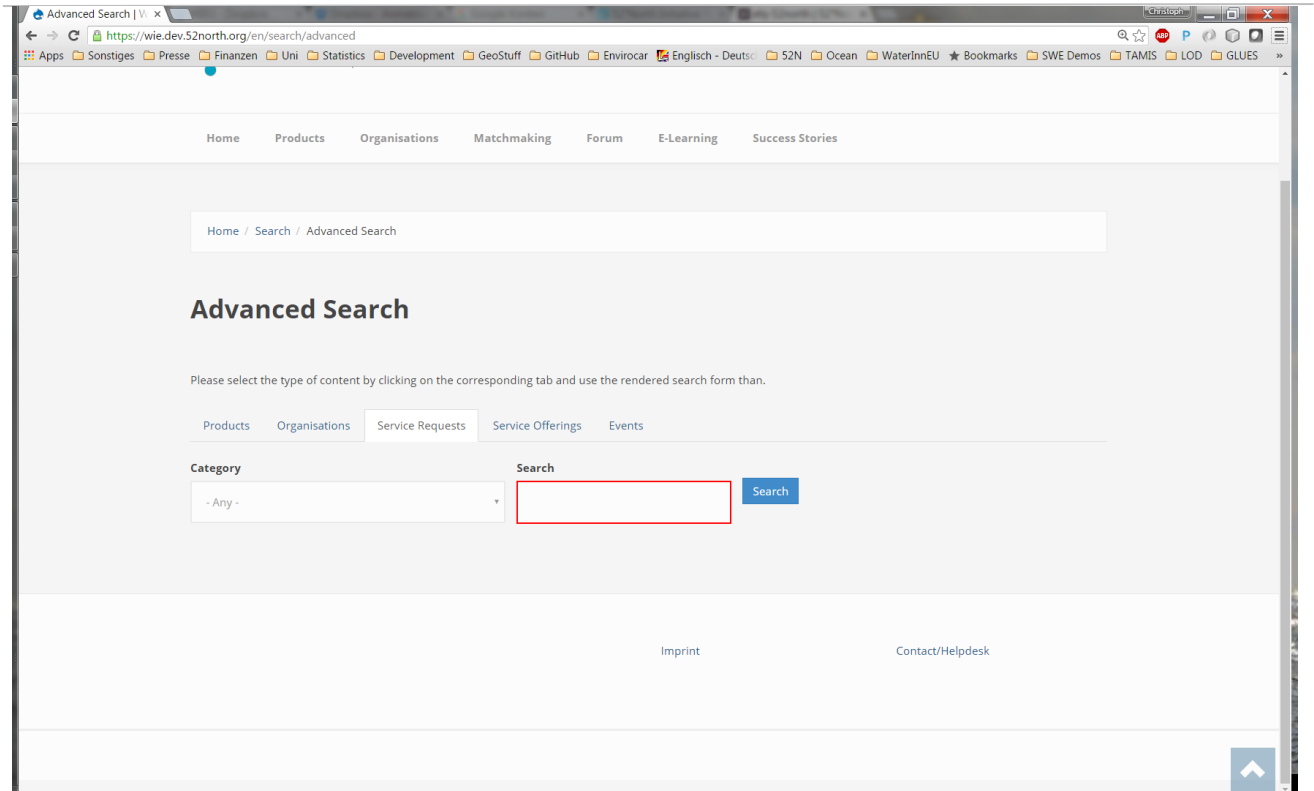 Advanced Search | W
Christoph
https://wie.dev.52north.org/en/search/advanced
ABP
P
Apps Sonstiges Presse Finanzen Uni Statistics Development GeoStuff GitHub Envirocar Englisch - Deutsc 52N Ocean WaterInnEU Bookmarks SWE Demos TAMIS LOD GLUES »
Home Products Organisations Matchmaking Forum E-Learning Success Stories
Home / Search / Advanced Search
Advanced Search
Please select the type of content by clicking on the corresponding tab and use the rendered search form than.
Products Organisations Service Requests Service Offerings Events
Category Search
- Any - Search
Imprint Contact/Helpdesk